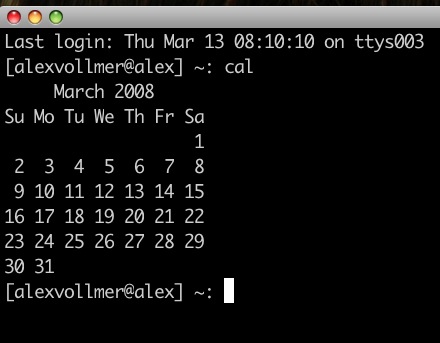 Last login: Thu Mar 13 08:10:10 on ttys003
[alexvollmer@alex] ~: cal
     March 2008
Su Mo Tu We Th Fr Sa
                   1
 2  3  4  5  6  7  8
 9 10 11 12 13 14 15
16 17 18 19 20 21 22
23 24 25 26 27 28 29
30 31
[alexvollmer@alex] ~: